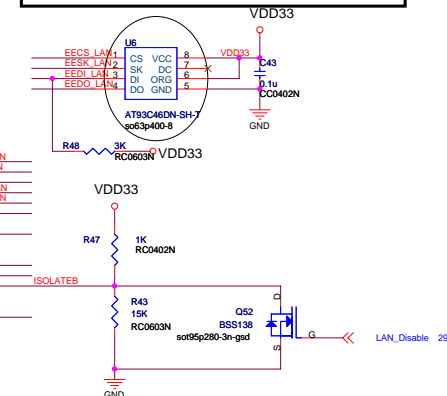 VDD33
U6
EECS_LAN 1 CS VCC 8 VDD33
EESK_LAN 2 SK DC 7
EEDI_LAN 3 DI ORG 6
EEDO_LAN 4 DO GND 5
C43
0.1u
CC0402N
AT93C46DN-SH-T
so63p400-8
GND
R48 3K
RC0603N
VDD33
VDD33
R47 1K
RC0402N
ISOLATEB
R43
15K
RC0603N
Q52
BSS138
sot95p280-3n-gsd
D
G
S
LAN_Disable 29
GND